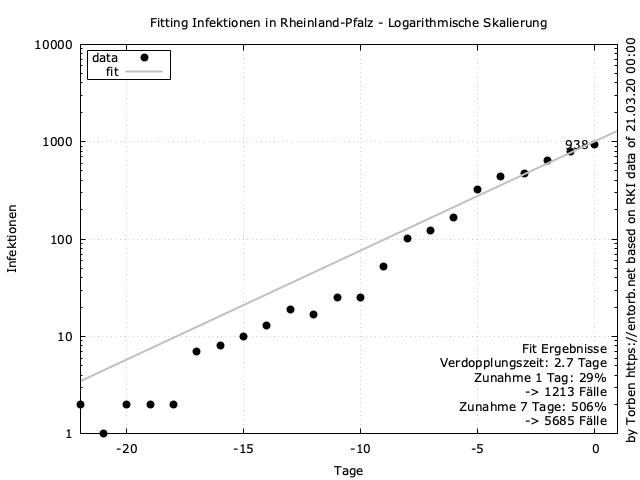 Fitting Infektionen in Rheinland-Pfalz - Logarithmische Skalierung
data
fit
10000
1000
100
10
1
Infektionen
938
Fit Ergebnisse
Verdopplungszeit: 2.7 Tage
Zunahme 1 Tag: 29%
-> 1213 Fälle
Zunahme 7 Tage: 506%
-> 5685 Fälle
-20
-15
-10
-5
0
Tage
by Torben https://entorb.net based on RKI data of 21.03.20 00:00